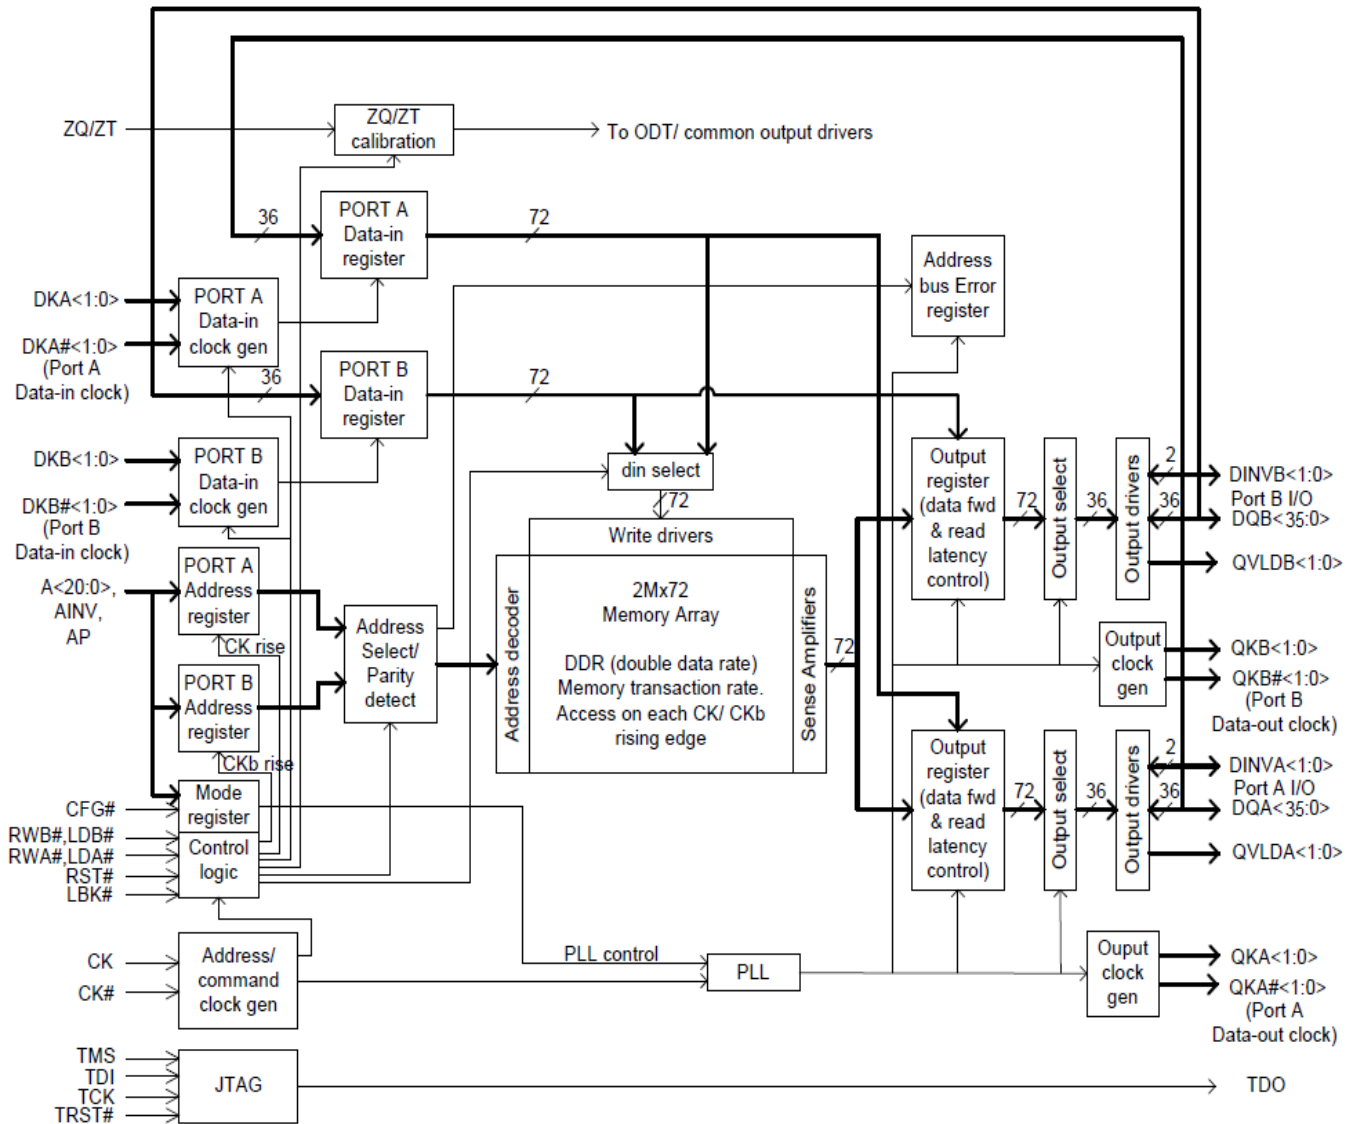 ZQ/ZT
ZQ/ZT
calibration
To ODT/ common output drivers
36
PORT A
Data-in
register
72
Address
bus Error
register
DKA<1:0>
DKA#<1:0>
(Port A
Data-in clock)
PORT A
Data-in
clock gen
36
PORT B
Data-in
register
72
DKB<1:0>
DKB#<1:0>
(Port B
Data-in clock)
PORT B
Data-in
clock gen
din select
72
Write drivers
A<20:0>,
AINV,
AP
PORT A
Address
register
CK rise
PORT B
Address
register
CKb rise
Address
Select/
Parity
detect
Address decoder
2Mx72
Memory Array
DDR (double data rate)
Memory transaction rate.
Access on each CK/ CKb
rising edge
Sense Amplifiers
72
Output
register
(data fwd
& read
latency
control)
72
Output select
36
Output drivers
2
36
DINVB<1:0>
Port B I/O
DQB<35:0>
QVLDB<1:0>
Output
clock
gen
QKB<1:0>
QKB#<1:0>
(Port B
Data-out clock)
Output
register
(data fwd
& read
latency
control)
72
Output select
36
Output drivers
2
36
DINVA<1:0>
Port A I/O
DQA<35:0>
QVLDA<1:0>
CFG#
RWB#,LDB#
RWA#,LDA#
RST#
LBK#
Mode
register
Control
logic
CK
CK#
Address/
command
clock gen
PLL control
PLL
Ouput
clock
gen
QKA<1:0>
QKA#<1:0>
(Port A
Data-out clock)
TMS
TDI
TCK
TRST#
JTAG
TDO